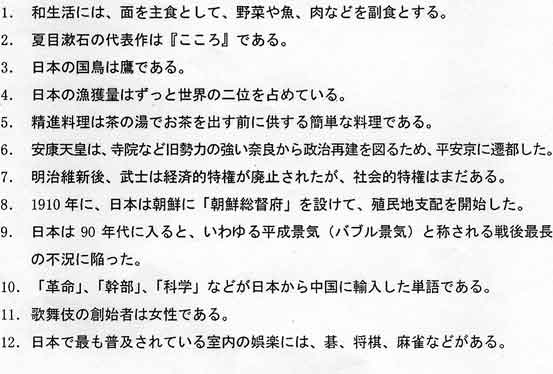 1. 和生活には、面を主食として、野菜や魚、肉などを副食とする。
2. 夏目漱石の代表作は『こころ』である。
3. 日本の国鳥は鷹である。
4. 日本の漁獲量はずっと世界の二位を占めている。
5. 精進料理は茶の湯でお茶を出す前に供する簡単な料理である。
6. 安康天皇は、寺院など旧勢力の強い奈良から政治再建を図るため、平安京に遷都した。
7. 明治維新後、武士は経済的特権が廃止されたが、社会的特権はまだある。
8. 1910 年に、日本は朝鮮に「朝鮮総督府」を設けて、殖民地支配を開始した。
9. 日本は 90 年代に入ると、いわゆる平成景気（バブル景気）と称される戦後最長
の不況に陥った。
10. 「革命」、「幹部」、「科学」などが日本から中国に輸入した単語である。
11. 歌舞伎の創始者は女性である。
12. 日本で最も普及されている室内の娯楽には、碁、将棋、麻雀などがある。